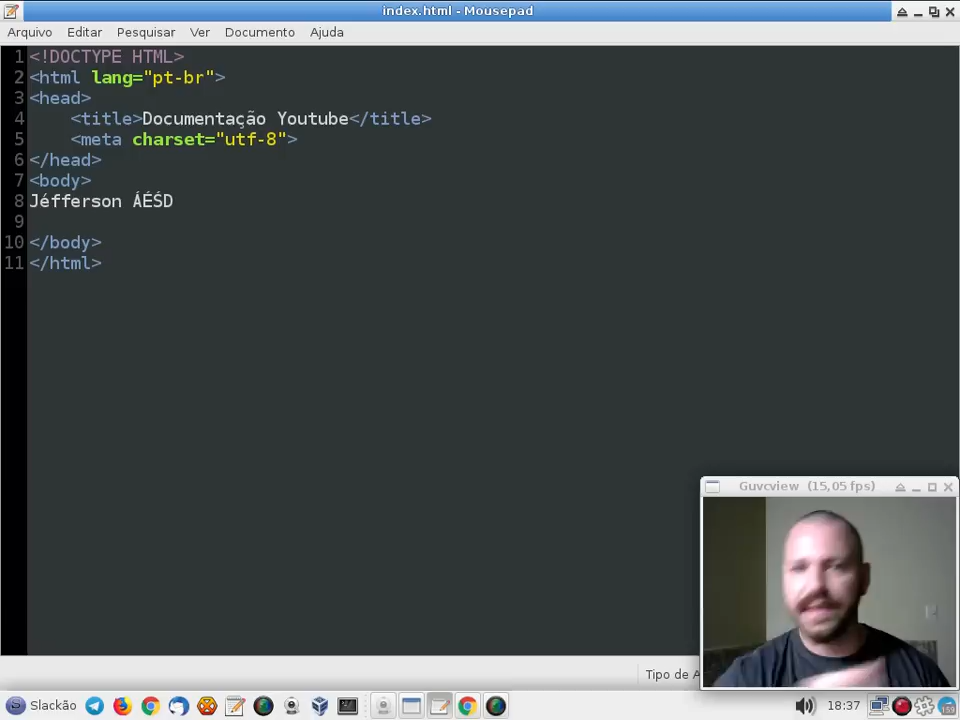 index.html - Mousepad
Arquivo Editar Pesquisar Ver Documento Ajuda
1 <!DOCTYPE HTML>
2 <html lang="pt-br">
3 <head>
4 <title>Documentação Youtube</title>
5 <meta charset="utf-8">
6 </head>
7 <body>
8 Jéfferson ÁÉŚD
9
10 </body>
11 </html>
Guvcview (15,05 fps)
Tipo de A
Slackão 18:37 159